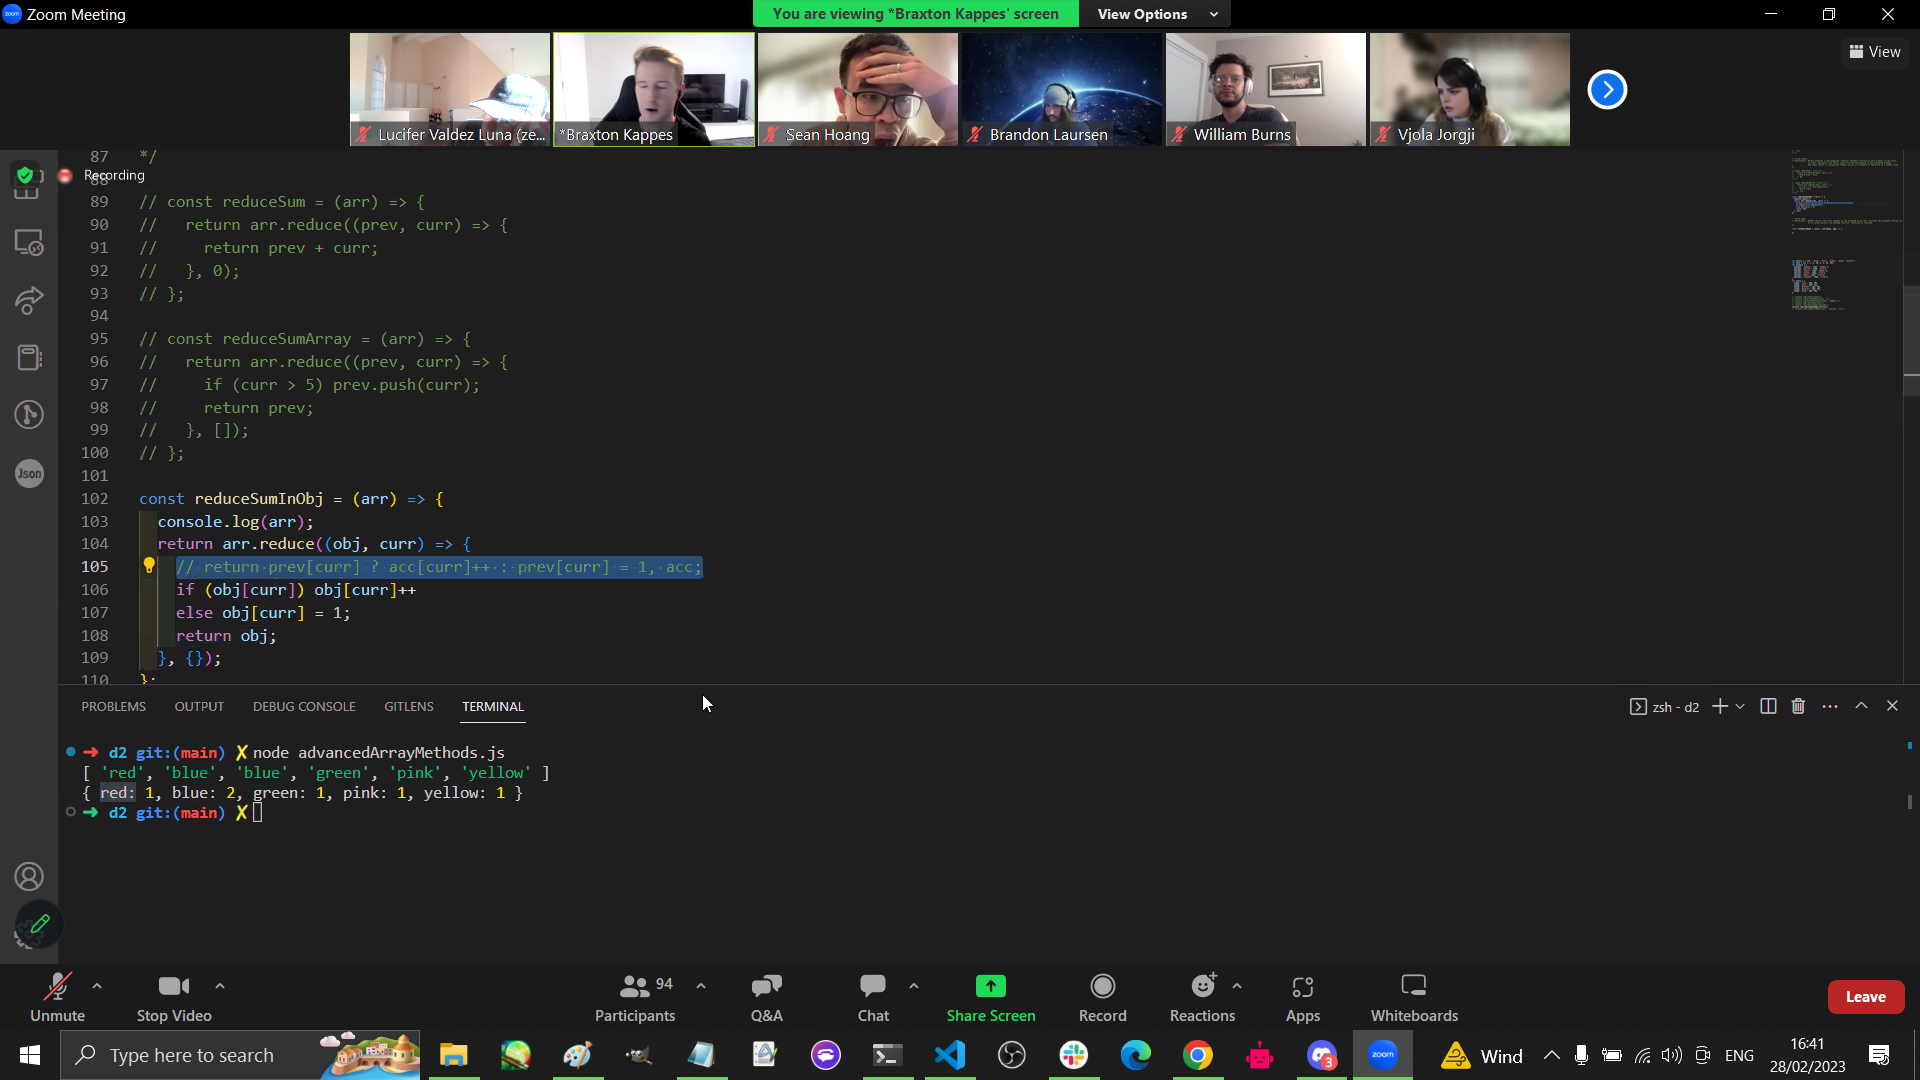 Zoom Meeting
You are viewing *Braxton Kappes' screen
View Options
View
Lucifer Valdez Luna (ze...
*Braxton Kappes
Sean Hoang
Brandon Laursen
William Burns
Vjola Jorgji
Recording
87 */
88
89 // const reduceSum = (arr) => {
90 //   return arr.reduce((prev, curr) => {
91 //     return prev + curr;
92 //   }, 0);
93 // };
94
95 // const reduceSumArray = (arr) => {
96 //   return arr.reduce((prev, curr) => {
97 //     if (curr > 5) prev.push(curr);
98 //     return prev;
99 //   }, []);
100 // };
101
102 const reduceSumInObj = (arr) => {
103   console.log(arr);
104   return arr.reduce((obj, curr) => {
105     // return prev[curr] ? acc[curr]++ : prev[curr] = 1, acc;
106     if (obj[curr]) obj[curr]++
107     else obj[curr] = 1;
108     return obj;
109   }, {});
110 };
Json
PROBLEMS OUTPUT DEBUG CONSOLE GITLENS TERMINAL
zsh - d2
➜ d2 git:(main) ✗ node advancedArrayMethods.js
[ 'red', 'blue', 'blue', 'green', 'pink', 'yellow' ]
{ red: 1, blue: 2, green: 1, pink: 1, yellow: 1 }
➜ d2 git:(main) ✗
Unmute
Stop Video
94
Participants
Q&A
Chat
Share Screen
Record
Reactions
Apps
Whiteboards
Leave
Type here to search
3
zoom
Wind
ENG
16:41
28/02/2023